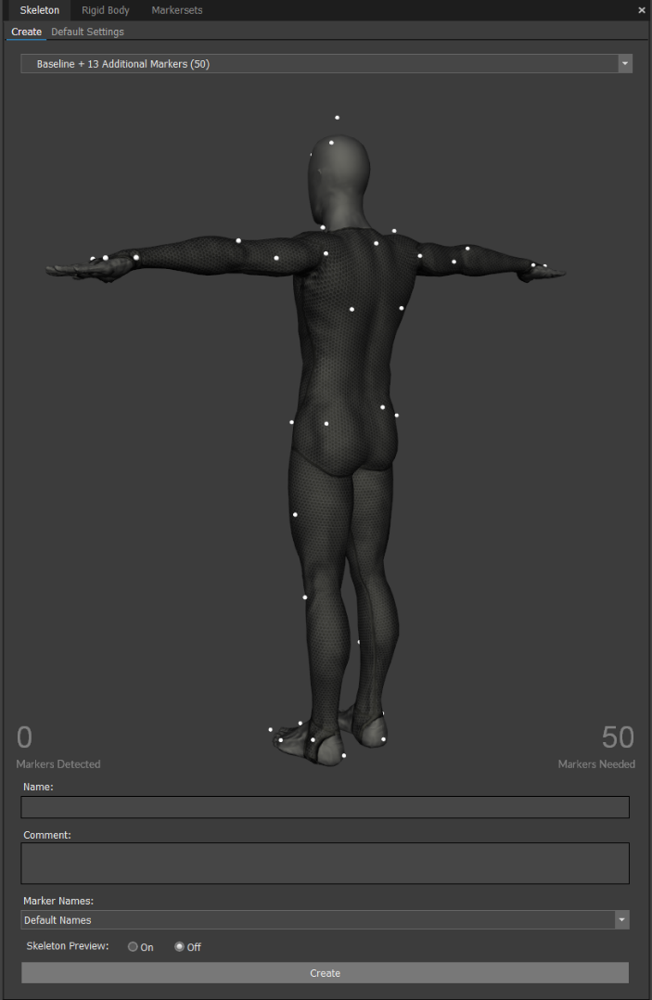 Skeleton Rigid Body Markersets
Create Default Settings
Baseline + 13 Additional Markers (50)
0 50
Markers Detected Markers Needed
Name:
Comment:
Marker Names:
Default Names
Skeleton Preview: On Off
Create